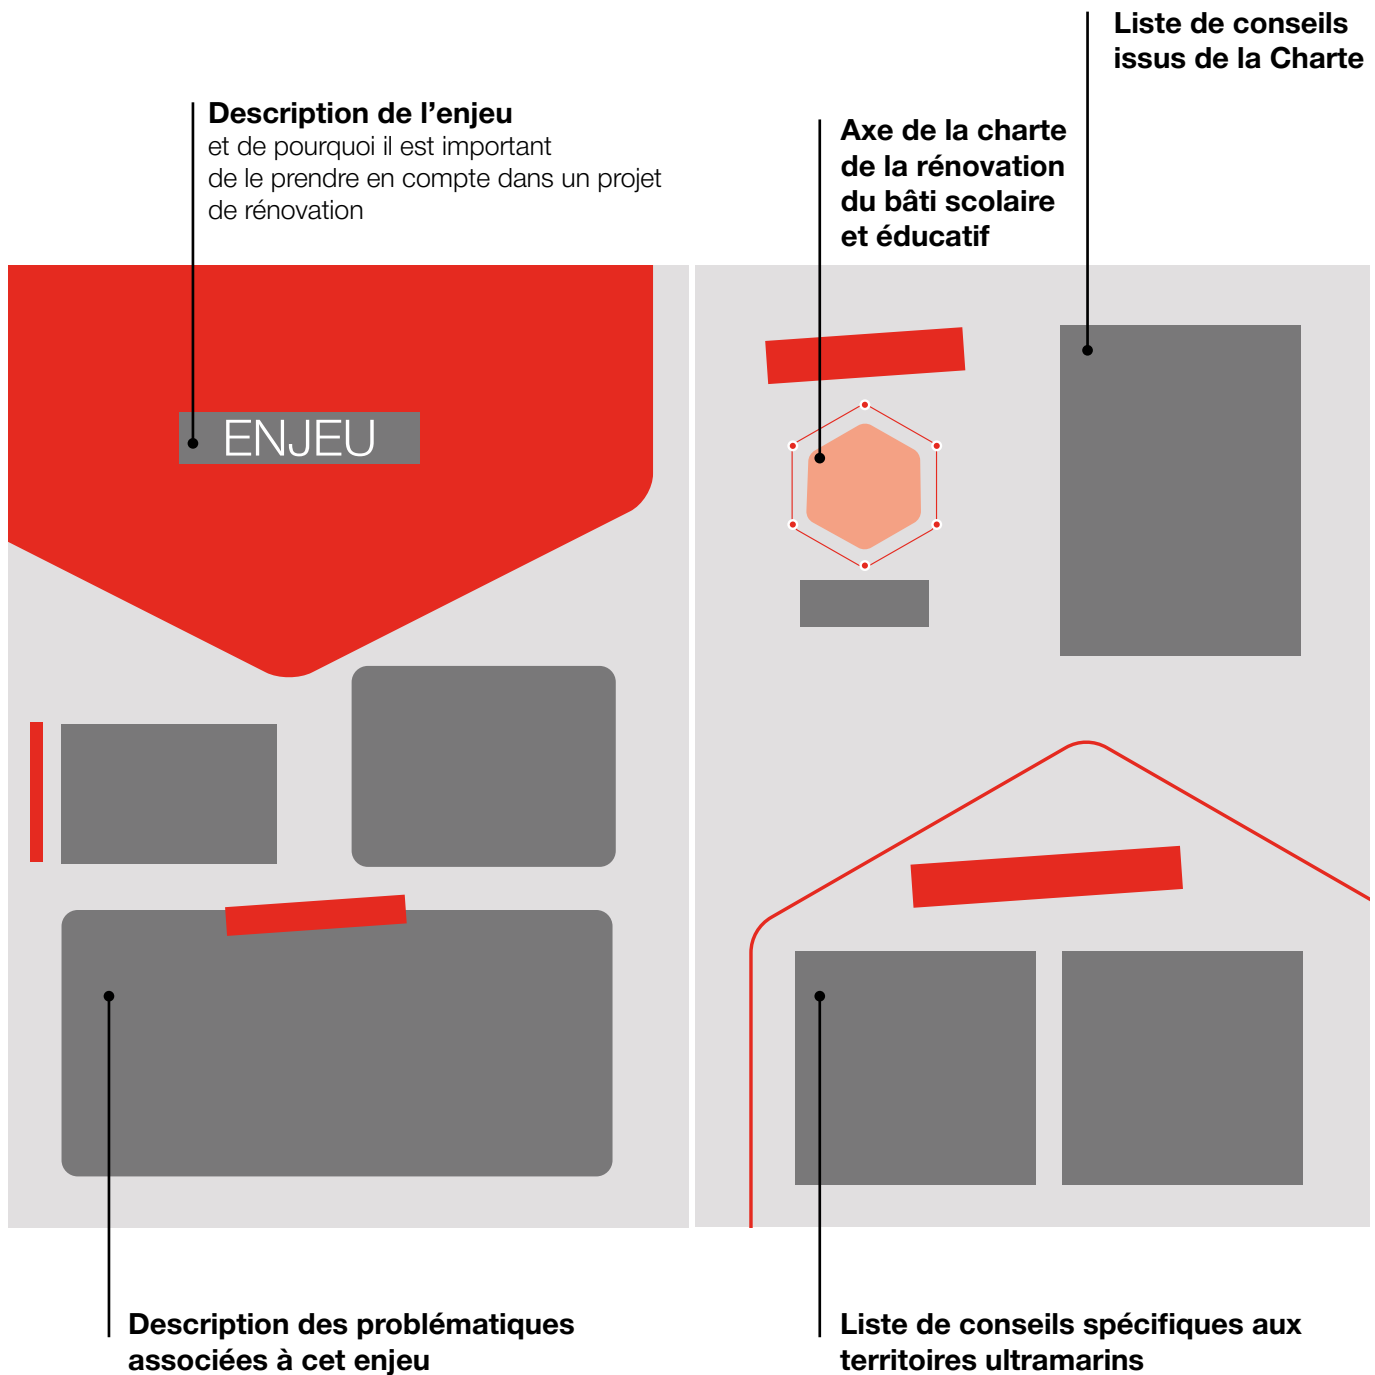 Liste de conseils
issus de la Charte
Description de l’enjeu
et de pourquoi il est important
de le prendre en compte dans un projet
de rénovation
Axe de la charte
de la rénovation
du bâti scolaire
et éducatif
ENJEU
Description des problématiques
associées à cet enjeu
Liste de conseils spécifiques aux
territoires ultramarins